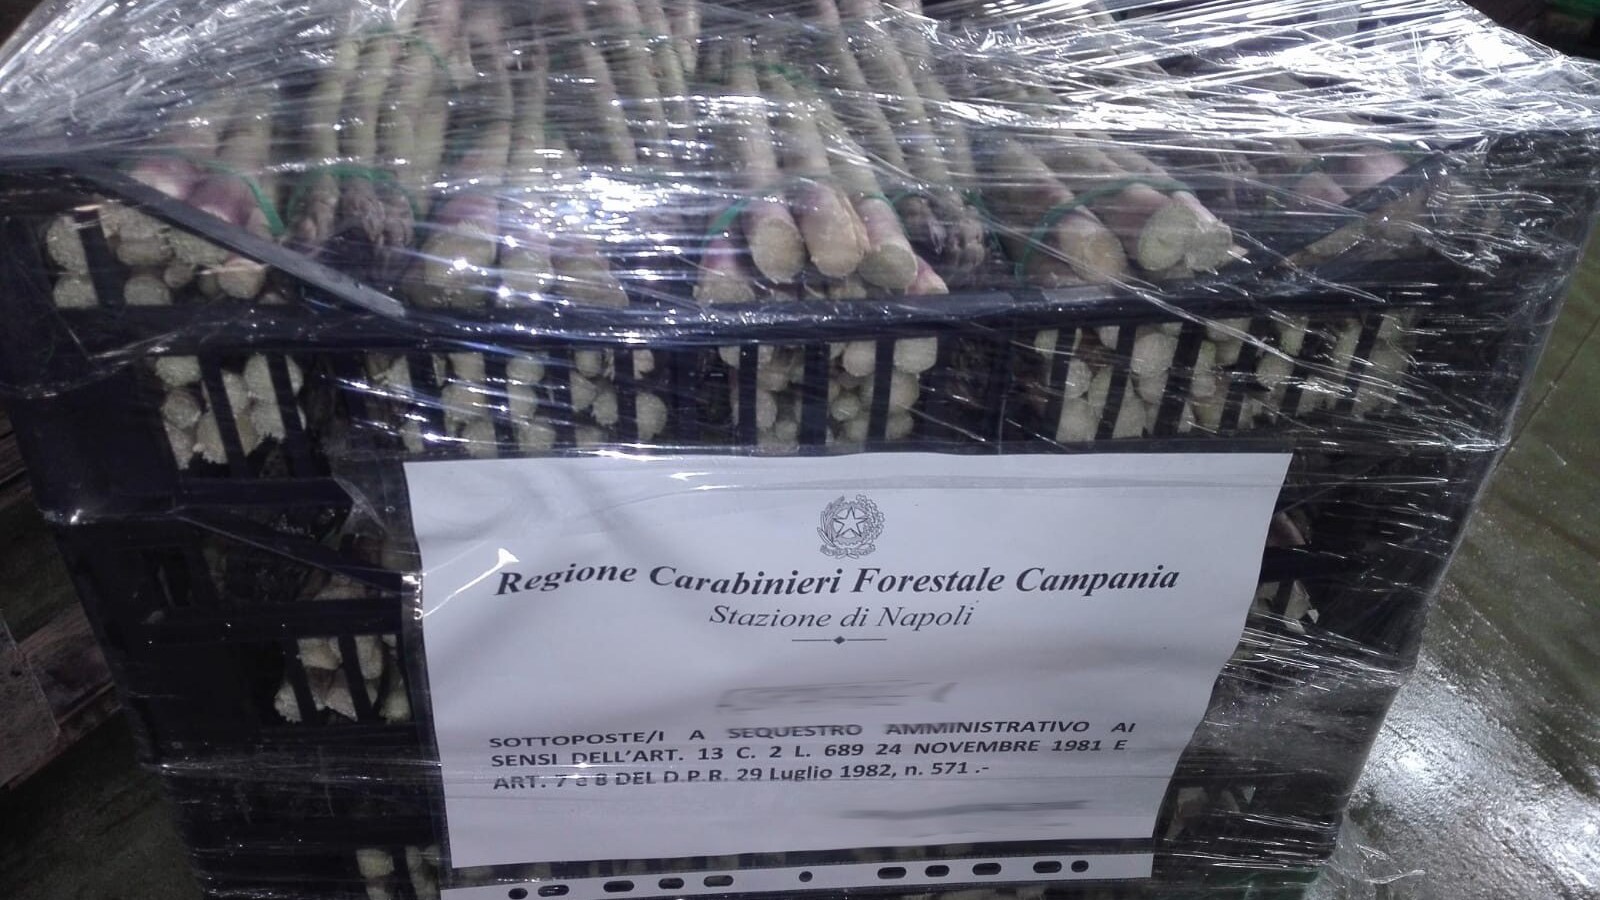 Regione Carabinieri Forestale Campania
Stazione di Napoli
SOTTOPOSTE/I A SEQUESTRO AMMINISTRATIVO AI
SENSI DELL'ART. 13 C. 2 L. 689 24 NOVEMBRE 1981 E
ART. 7 e 8 DEL D.P.R. 29 Luglio 1982, n. 571 .-